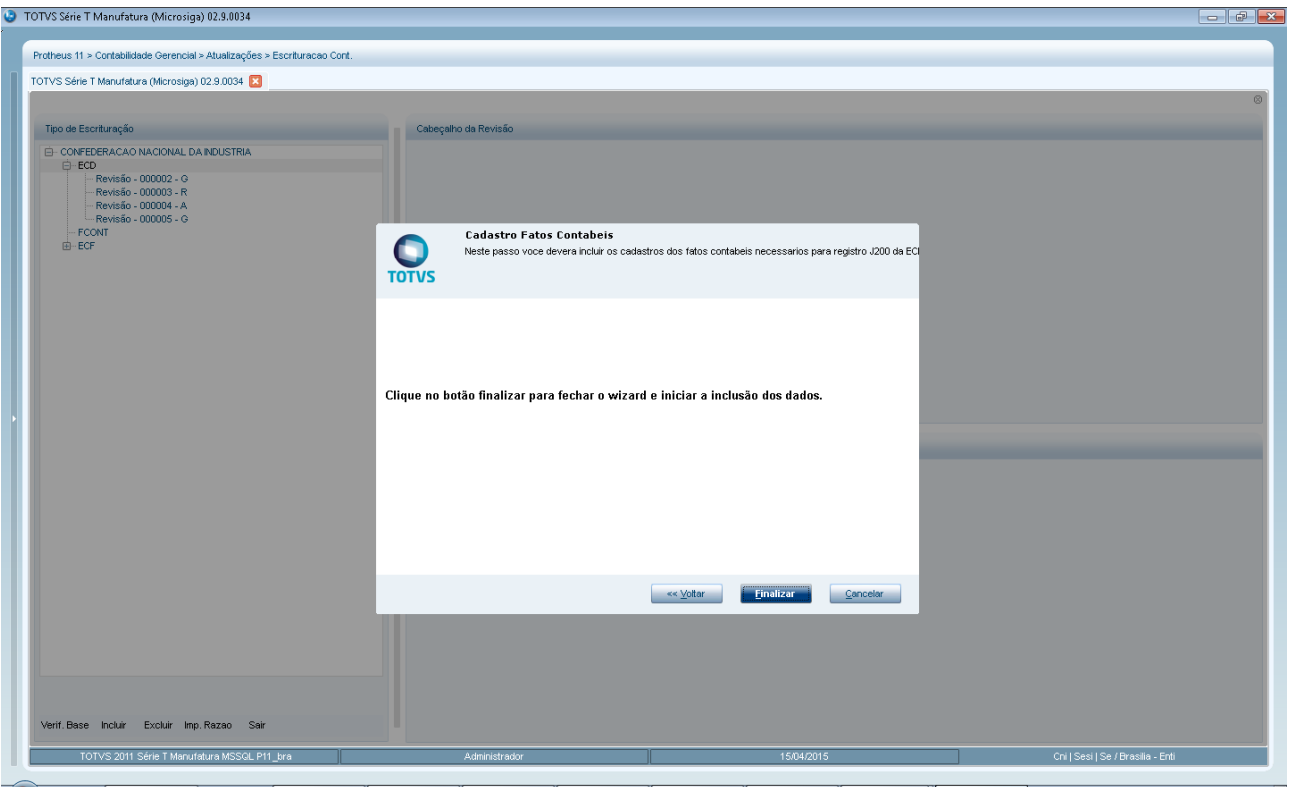 TOTVS Série T Manufatura (Microsiga) 02.9.0034
Protheus 11 > Contabilidade Gerencial > Atualizações > Escrituracao Cont.
TOTVS Série T Manufatura (Microsiga) 02.9.0034
Tipo de Escrituração
Cabeçalho da Revisão
CONFEDERACAO NACIONAL DA INDUSTRIA
ECD
Revisão - 000002 - G
Revisão - 000003 - R
Revisão - 000004 - A
Revisão - 000005 - G
FCONT
ECF
TOTVS
Cadastro Fatos Contabeis
Neste passo voce devera incluir os cadastros dos fatos contabeis necessarios para registro J200 da EC
Clique no botão finalizar para fechar o wizard e iniciar a inclusão dos dados.
<< Voltar
Finalizar
Cancelar
Verif. Base Incluir Excluir Imp. Razao Sair
TOTVS 2011 Série T Manufatura MSSQL P11_bra
Administrador
15/04/2015
Cni | Sesi | Se / Brasilia - Enti